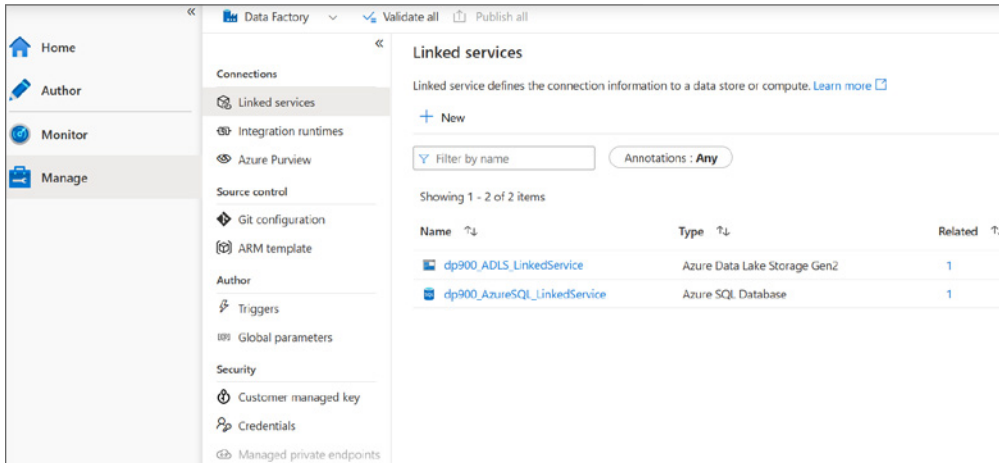 Data Factory
Validate all
Publish all
Home
Author
Monitor
Manage
Connections
Linked services
Integration runtimes
Azure Purview
Source control
Git configuration
ARM template
Author
Triggers
Global parameters
Security
Customer managed key
Credentials
Managed private endpoints
Linked services
Linked service defines the connection information to a data store or compute. Learn more
+ New
Filter by name
Annotations : Any
Showing 1 - 2 of 2 items
Name Type Related
dp900_ADLS_LinkedService Azure Data Lake Storage Gen2 1
dp900_AzureSQL_LinkedService Azure SQL Database 1